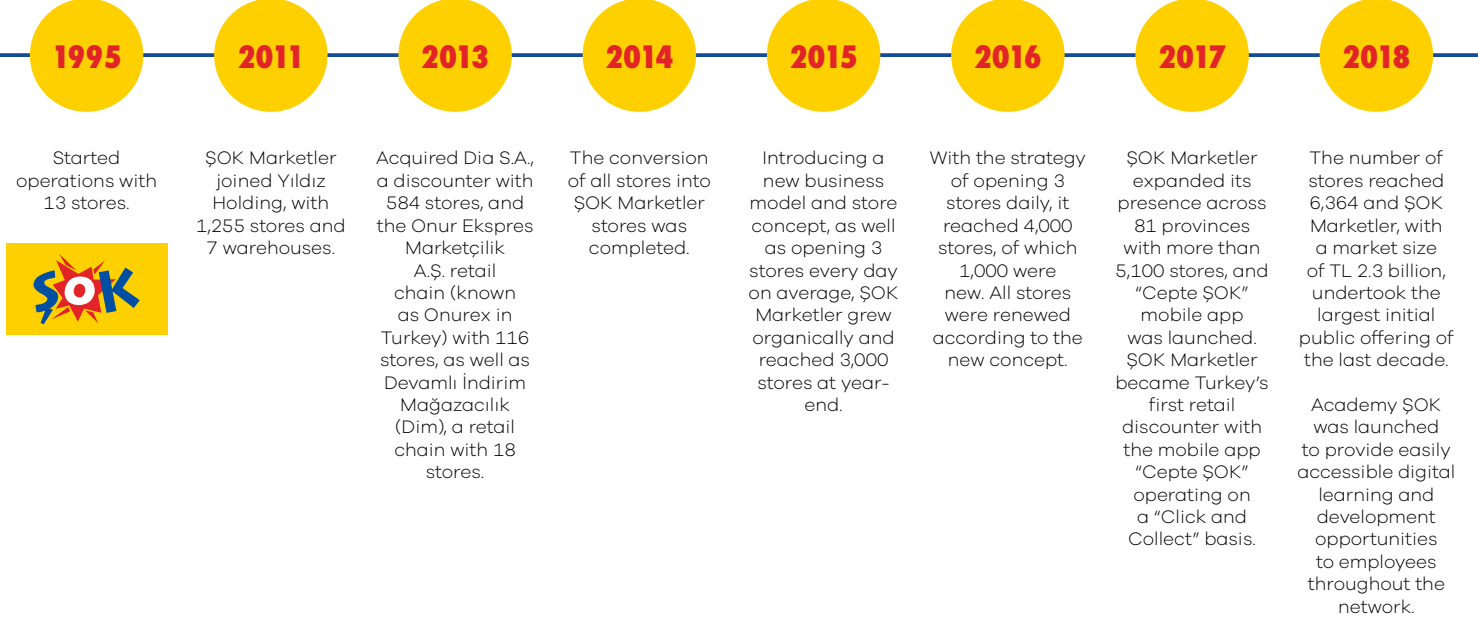 1995
Started
operations with
13 stores.
ŞOK
2011
ŞOK Marketler
joined Yıldız
Holding, with
1,255 stores and
7 warehouses.
2013
Acquired Dia S.A.,
a discounter with
584 stores, and
the Onur Ekspres
Marketçilik
A.Ş. retail
chain (known
as Onurex in
Turkey) with 116
stores, as well as
Devamlı İndirim
Mağazacılık
(Dim), a retail
chain with 18
stores.
2014
The conversion
of all stores into
ŞOK Marketler
stores was
completed.
2015
Introducing a
new business
model and store
concept, as well
as opening 3
stores every day
on average, ŞOK
Marketler grew
organically and
reached 3,000
stores at year-
end.
2016
With the strategy
of opening 3
stores daily, it
reached 4,000
stores, of which
1,000 were
new. All stores
were renewed
according to the
new concept.
2017
ŞOK Marketler
expanded its
presence across
81 provinces
with more than
5,100 stores, and
“Cepte ŞOK”
mobile app
was launched.
ŞOK Marketler
became Turkey’s
first retail
discounter with
the mobile app
“Cepte ŞOK”
operating on
a “Click and
Collect” basis.
2018
The number of
stores reached
6,364 and ŞOK
Marketler, with
a market size
of TL 2.3 billion,
undertook the
largest initial
public offering of
the last decade.
Academy ŞOK
was launched
to provide easily
accessible digital
learning and
development
opportunities
to employees
throughout the
network.